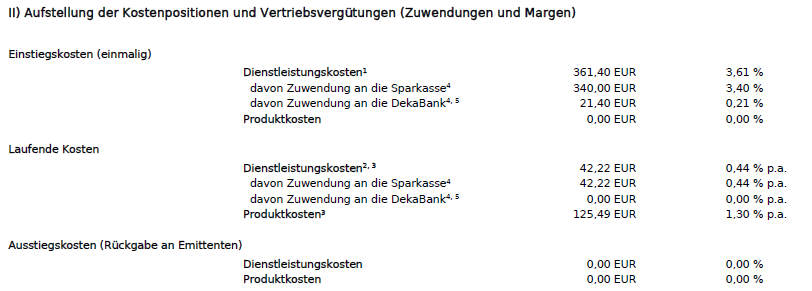 II) Aufstellung der Kostenpositionen und Vertriebsvergütungen (Zuwendungen und Margen)
Einstiegskosten (einmalig)
Dienstleistungskosten¹ 361,40 EUR 3,61 %
davon Zuwendung an die Sparkasse⁴ 340,00 EUR 3,40 %
davon Zuwendung an die DekaBank⁴˒ ⁵ 21,40 EUR 0,21 %
Produktkosten 0,00 EUR 0,00 %
Laufende Kosten
Dienstleistungskosten²˒ ³ 42,22 EUR 0,44 % p.a.
davon Zuwendung an die Sparkasse⁴ 42,22 EUR 0,44 % p.a.
davon Zuwendung an die DekaBank⁴˒ ⁵ 0,00 EUR 0,00 % p.a.
Produktkosten³ 125,49 EUR 1,30 % p.a.
Ausstiegskosten (Rückgabe an Emittenten)
Dienstleistungskosten 0,00 EUR 0,00 %
Produktkosten 0,00 EUR 0,00 %